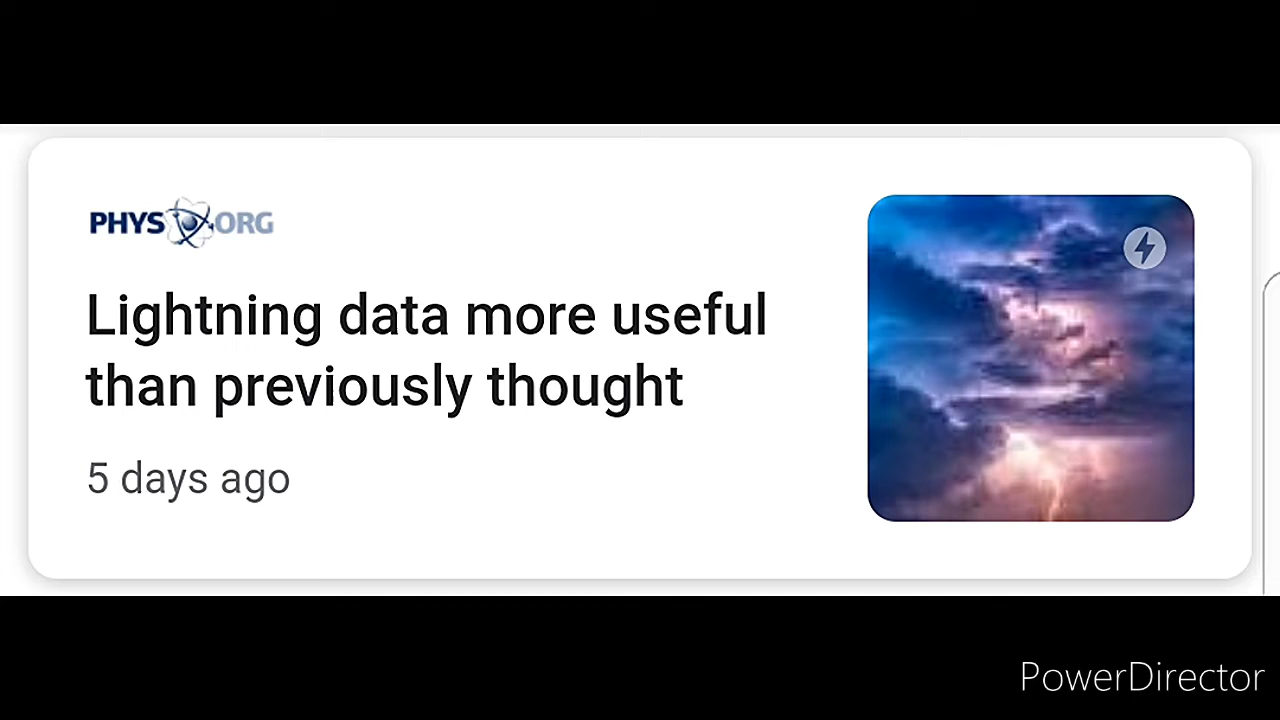 PHYS ORG
Lightning data more useful
than previously thought
5 days ago
PowerDirector